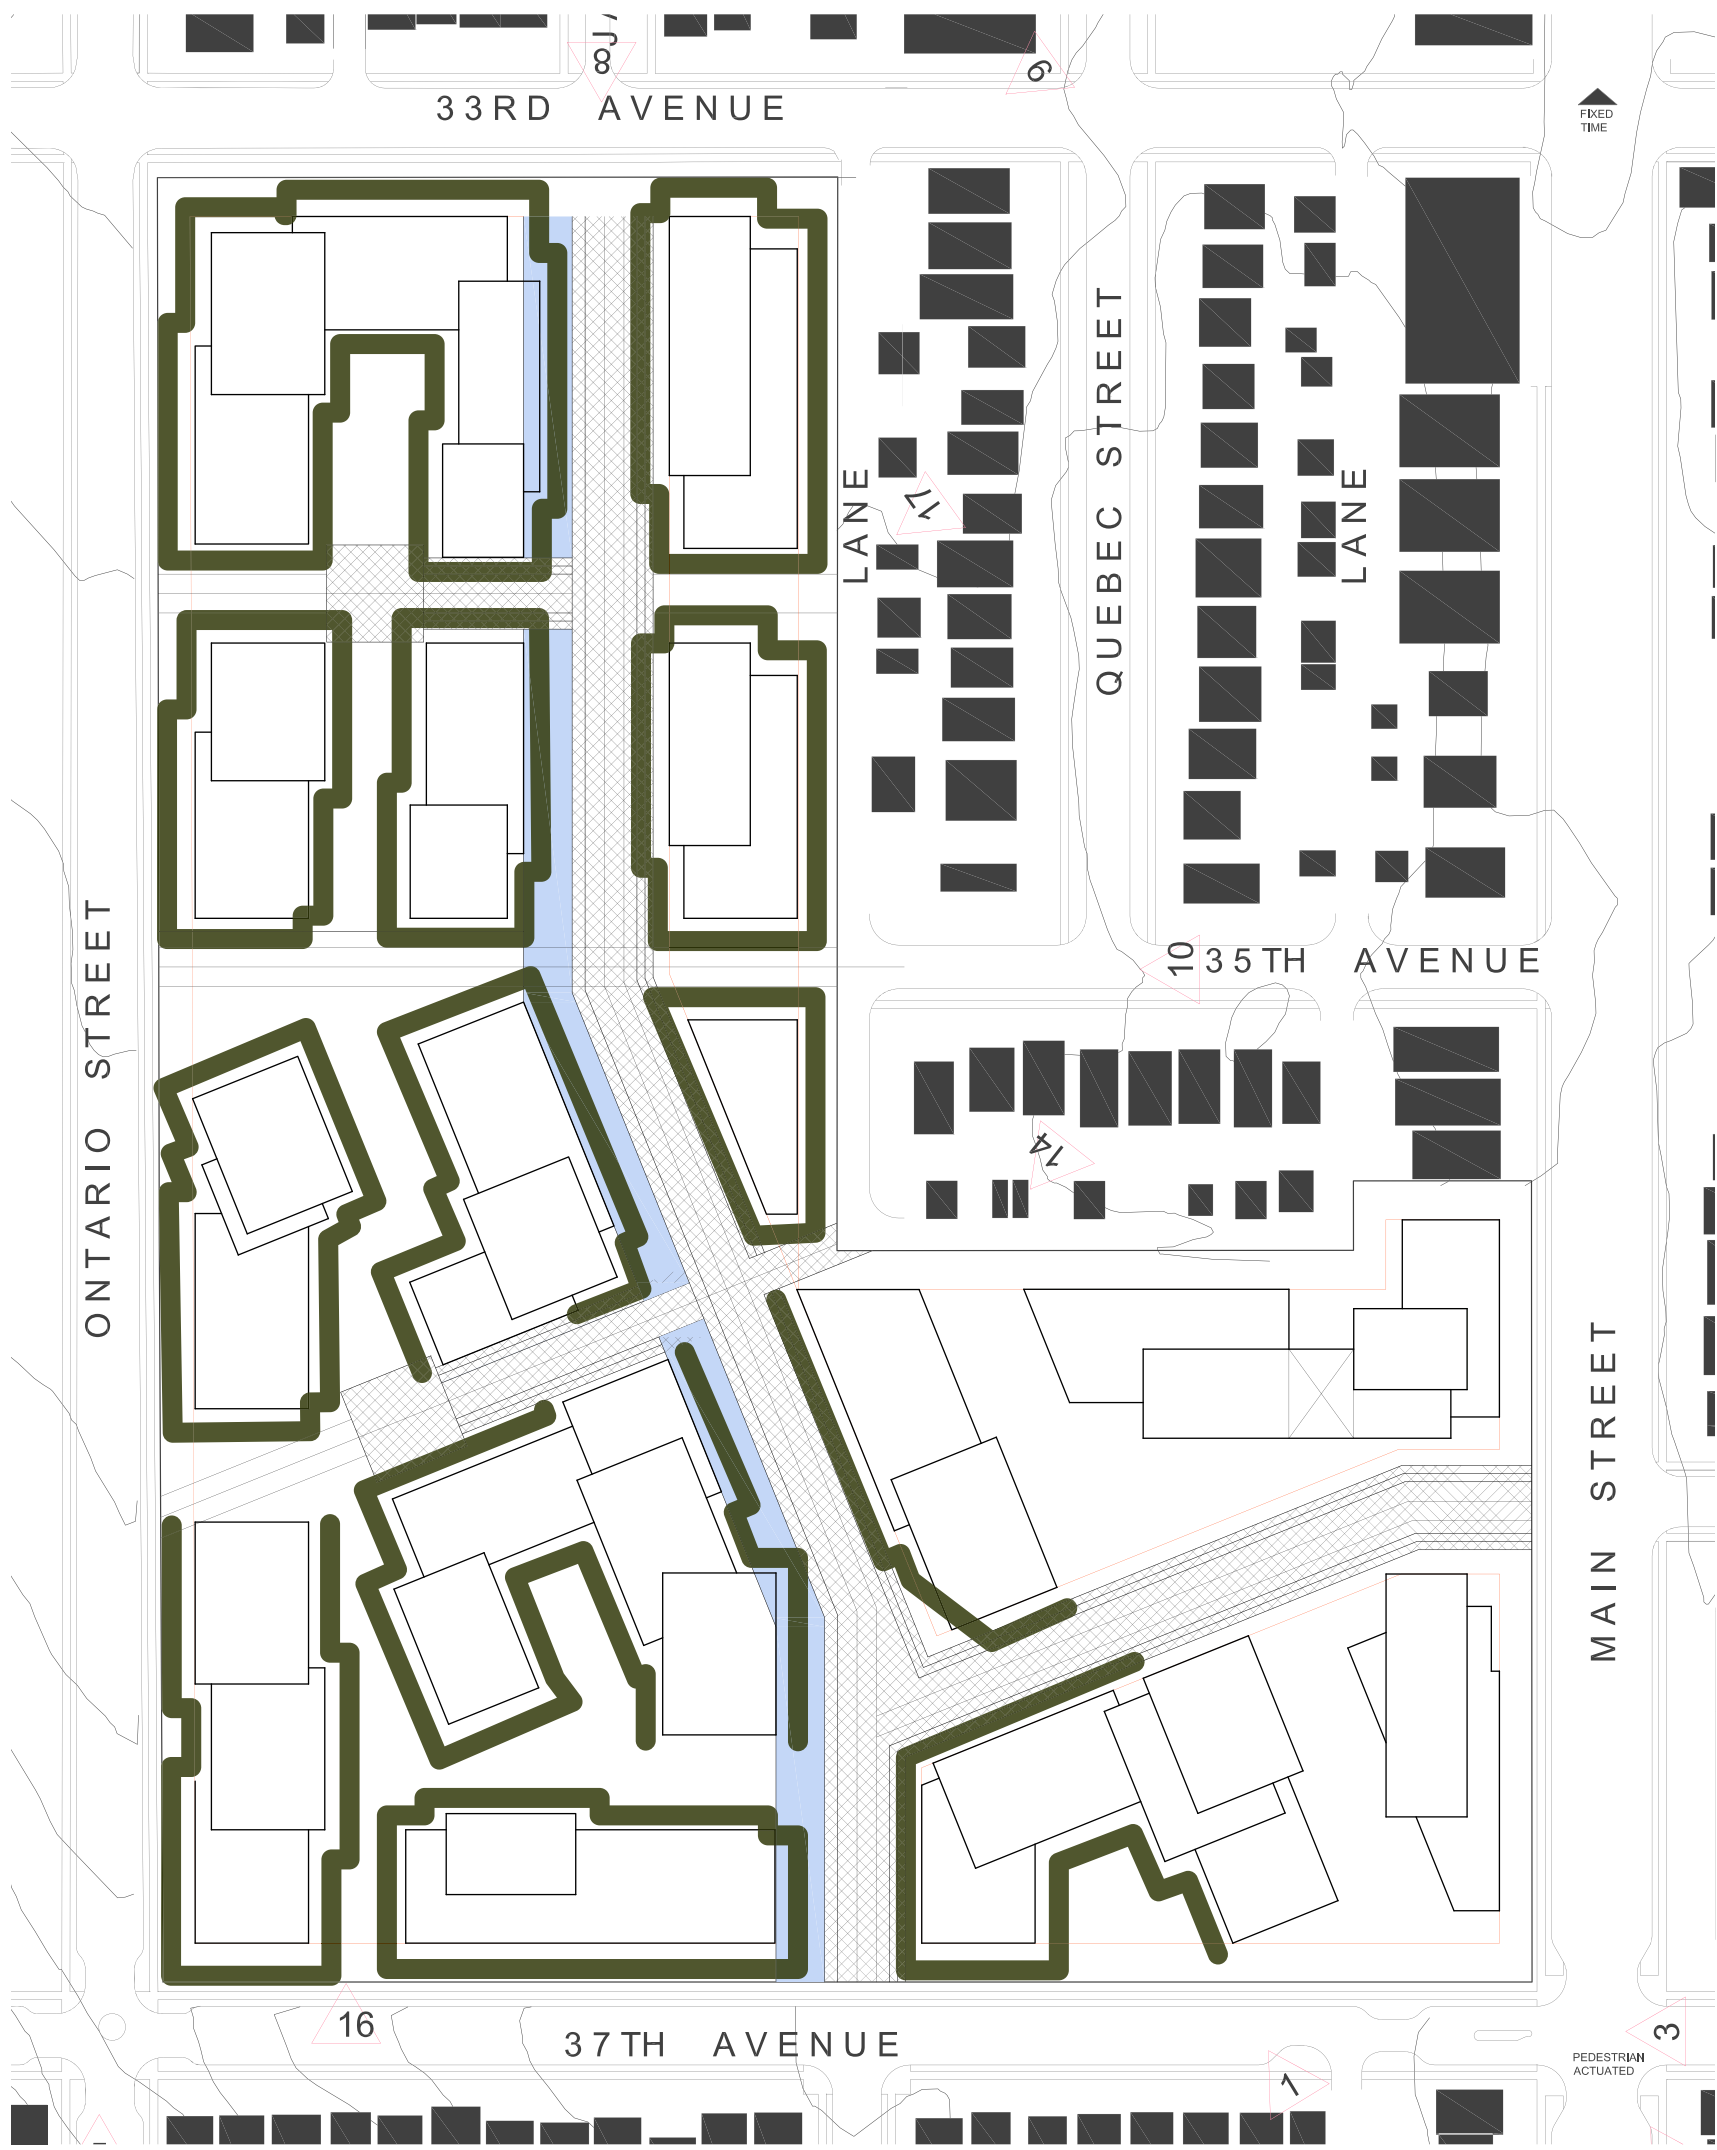 8
9
33RD AVENUE
FIXED
TIME
QUEBEC STREET
LANE
LANE
17
ONTARIO STREET
10
35TH AVENUE
14
MAIN STREET
16
37TH AVENUE
3
PEDESTRIAN
ACTUATED